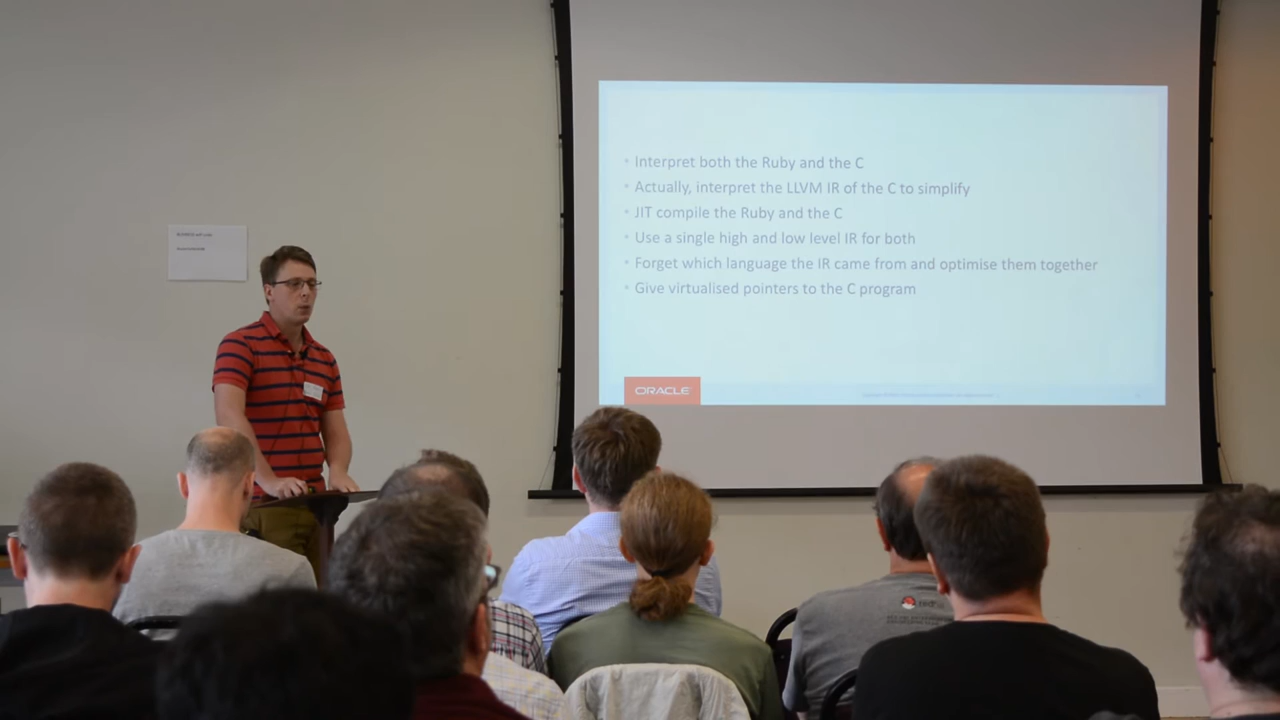 • Interpret both the Ruby and the C
• Actually, interpret the LLVM IR of the C to simplify
• JIT compile the Ruby and the C
• Use a single high and low level IR for both
• Forget which language the IR came from and optimise them together
• Give virtualised pointers to the C program
ORACLE